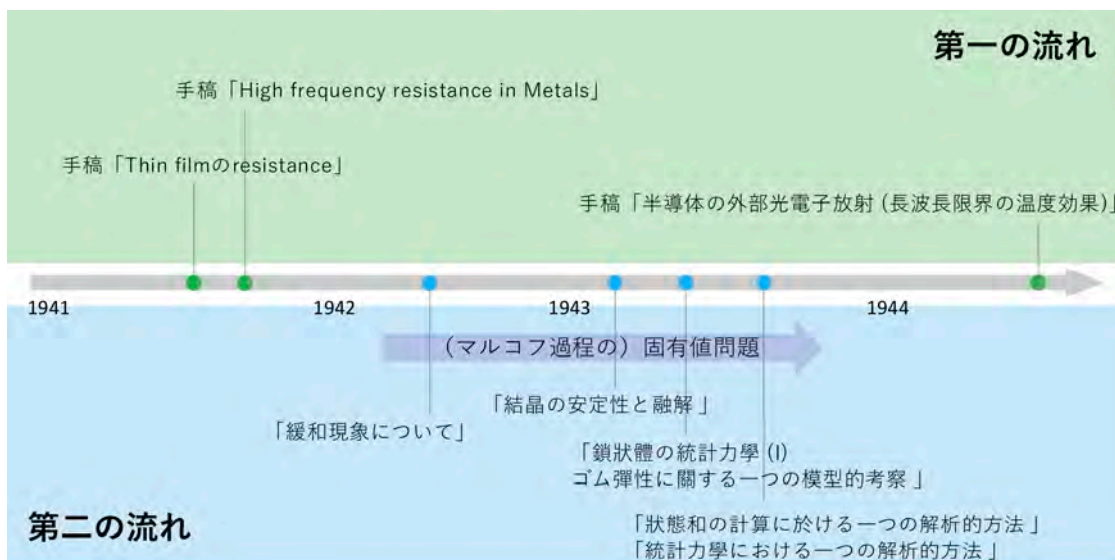 第一の流れ
手稿「High frequency resistance in Metals」
手稿「Thin filmのresistance」
手稿「半導体の外部光電子放射 (長波長限界の温度効果)」
1941
1942
1943
1944
(マルコフ過程の) 固有値問題
「結晶の安定性と融解 」
「緩和現象について」
「鎖狀體の統計力學 (I)
ゴム彈性に關する一つの模型的考察 」
第二の流れ
「狀態和の計算に於ける一つの解析的方法 」
「統計力學における一つの解析的方法 」